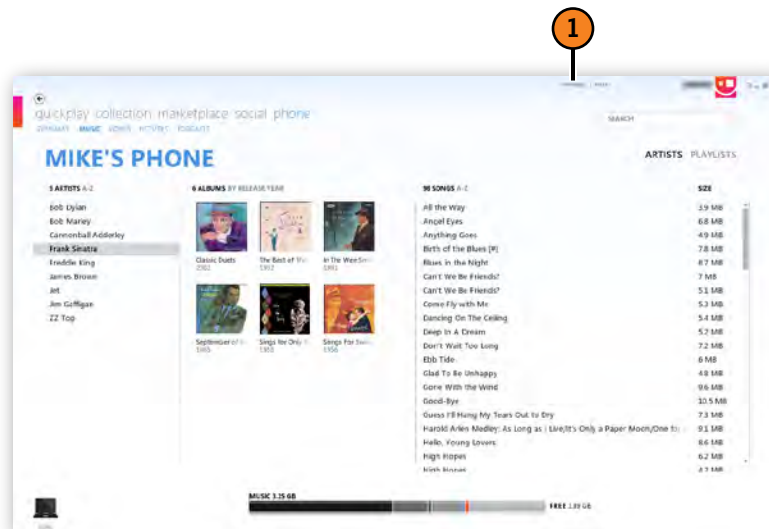 1
quickplay collection marketplace social phone
MUSIC
SEARCH
MIKE'S PHONE
ARTISTS PLAYLISTS
ARTISTS A-Z
6 ALBUMS BY RELEASE YEAR
SONGS A-Z
SIZE
Bob Dylan
Bob Marley
Cannonball Adderley
Frank Sinatra
Freddie King
James Brown
Jet
Jim Gaffigan
ZZ Top
Classic Duets
The Best of
In The Wee
September of
Sings for Only
Sings For
1956
All the Way 3.9 MB
Angel Eyes 6.8 MB
Anything Goes 4.9 MB
Birth of the Blues 7.8 MB
Blues in the Night 8.7 MB
Can't We Be Friends? 7 MB
Can't We Be Friends? 5.1 MB
Come Fly with Me 5.3 MB
Dancing On The Ceiling 5.4 MB
Deep In A Dream 5.7 MB
Don't Wait Too Long 7.2 MB
Ebb Tide 6 MB
Glad To Be Unhappy 4.8 MB
Gone With the Wind 9.6 MB
Good-Bye 10.5 MB
Guess I'll Hang My Tears Out to Dry 7.3 MB
Harold Arlen Medley: As Long as I Live/It's Only a Paper Moon/One for 9.1 MB
Hello, Young Lovers 8.6 MB
High Hopes 6.2 MB
High Hopes 4.7 MB
MUSIC 3.25 GB
FREE